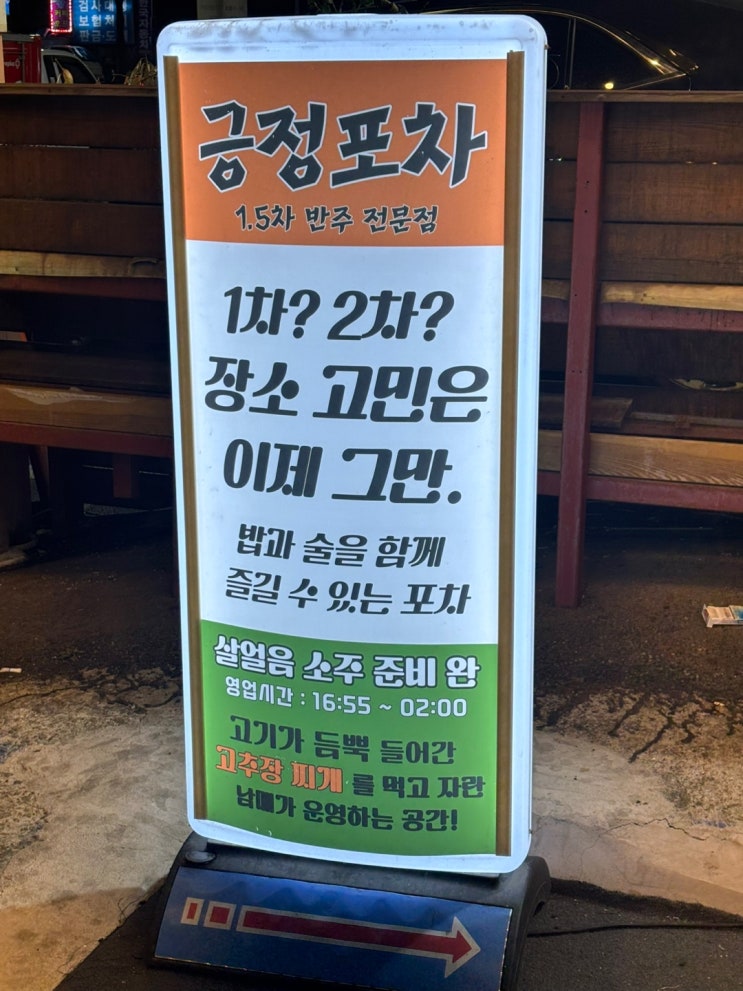 긍정포차
1.5차 반주 전문점
1차? 2차?
장소 고민은
이제 그만.
밥과 술을 함께
즐길 수 있는 포차
살얼음 소주 준비 완
영업시간 : 16:55 ~ 02:00
고기가 듬뿍 들어간
고추장 찌개를 먹고 자란
남매가 운영하는 공간!